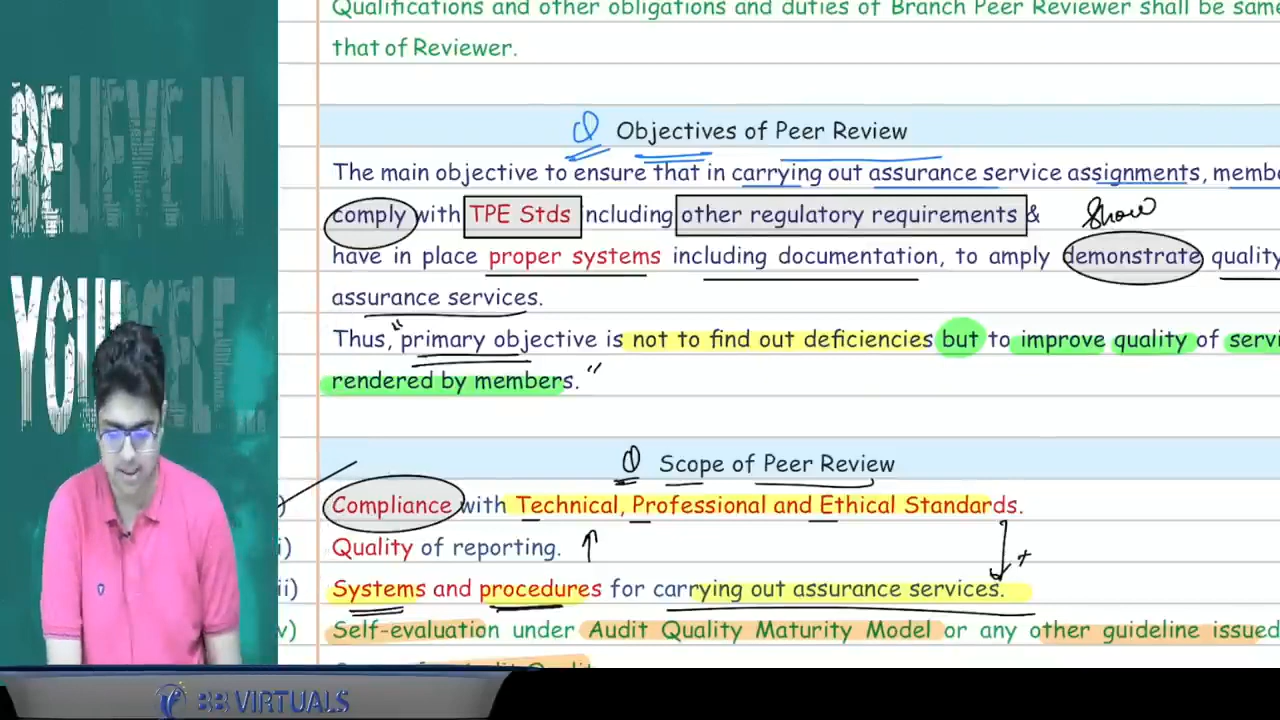 Qualifications and other obligations and duties of Branch Peer Reviewer shall be same
that of Reviewer.
Q Objectives of Peer Review
The main objective to ensure that in carrying out assurance service assignments, memb
comply with TPE Stds including other regulatory requirements &
Show
have in place proper systems including documentation, to amply demonstrate quality
assurance services.
Thus, "primary objective is not to find out deficiencies but to improve quality of servi
rendered by members."
Q Scope of Peer Review
) Compliance with Technical, Professional and Ethical Standards.
i) Quality of reporting.
ii) Systems and procedures for carrying out assurance services.
v) Self-evaluation under Audit Quality Maturity Model or any other guideline issued
BELIEVE IN
YOURSELF...
BB VIRTUALS